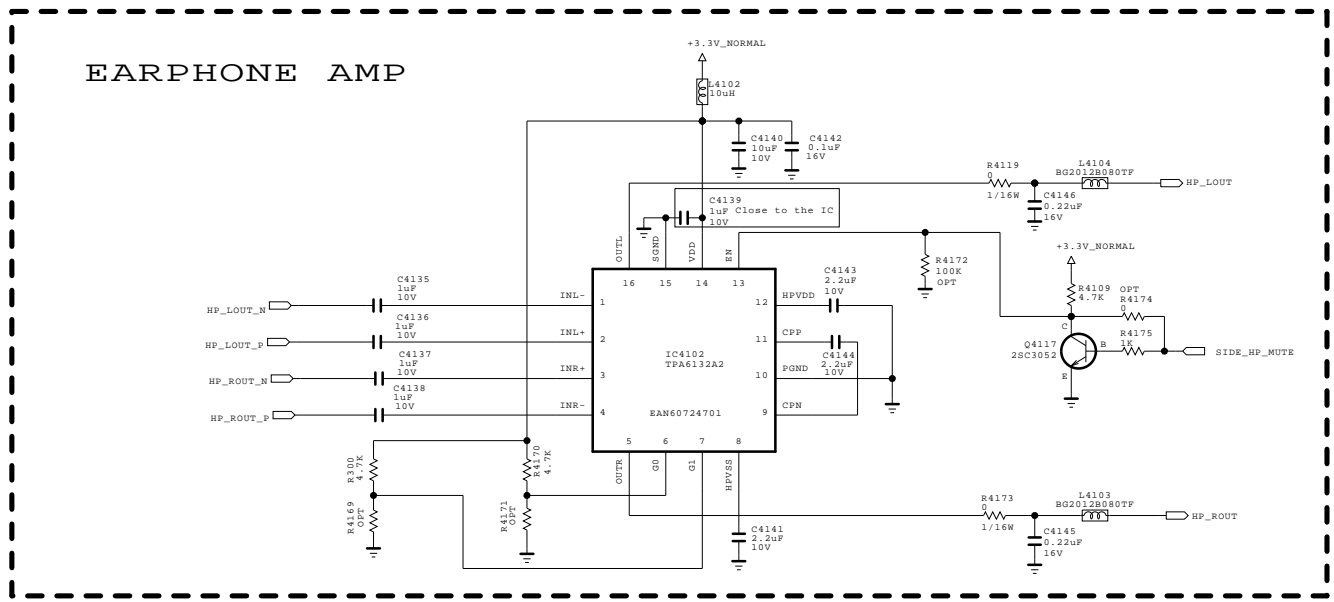 EARPHONE AMP
+3.3V_NORMAL
L4102
10uH
C4140
10uF
10V
C4142
0.1uF
16V
C4139
1uF
10V
Close to the IC
R4119
0
1/16W
L4104
BG2012B080TF
HP_LOUT
C4146
0.22uF
16V
OUTL
SGND
VDD
EN
16
15
14
13
R4172
100K
OPT
+3.3V_NORMAL
R4109
4.7K
OPT
R4174
0
R4175
1K
C
B
E
Q4117
2SC3052
SIDE_HP_MUTE
HP_LOUT_N
C4135
1uF
10V
INL-
1
HP_LOUT_P
C4136
1uF
10V
INL+
2
HP_ROUT_N
C4137
1uF
10V
INR+
3
HP_ROUT_P
C4138
1uF
10V
INR-
4
IC4102
TPA6132A2
EAN60724701
12
HPVDD
C4143
2.2uF
10V
11
CPP
C4144
2.2uF
10V
10
PGND
9
CPN
5
6
7
8
OUTR
G0
G1
HPVSS
R300
4.7K
R4170
4.7K
R4169
OPT
R4171
OPT
C4141
2.2uF
10V
R4173
0
1/16W
L4103
BG2012B080TF
HP_ROUT
C4145
0.22uF
16V